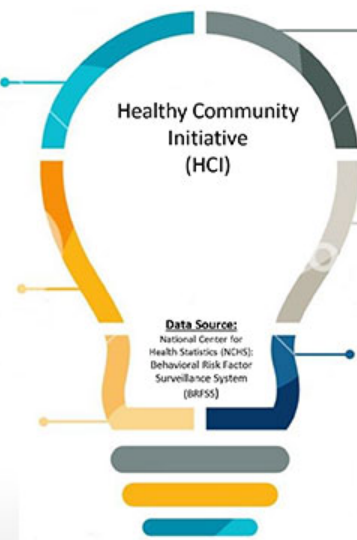 Healthy Community
Initiative
(HCI)
Data Source:
National Center for
Health Statistics (NCHS):
Behavioral Risk Factor
Surveillance System
(BRFSS)